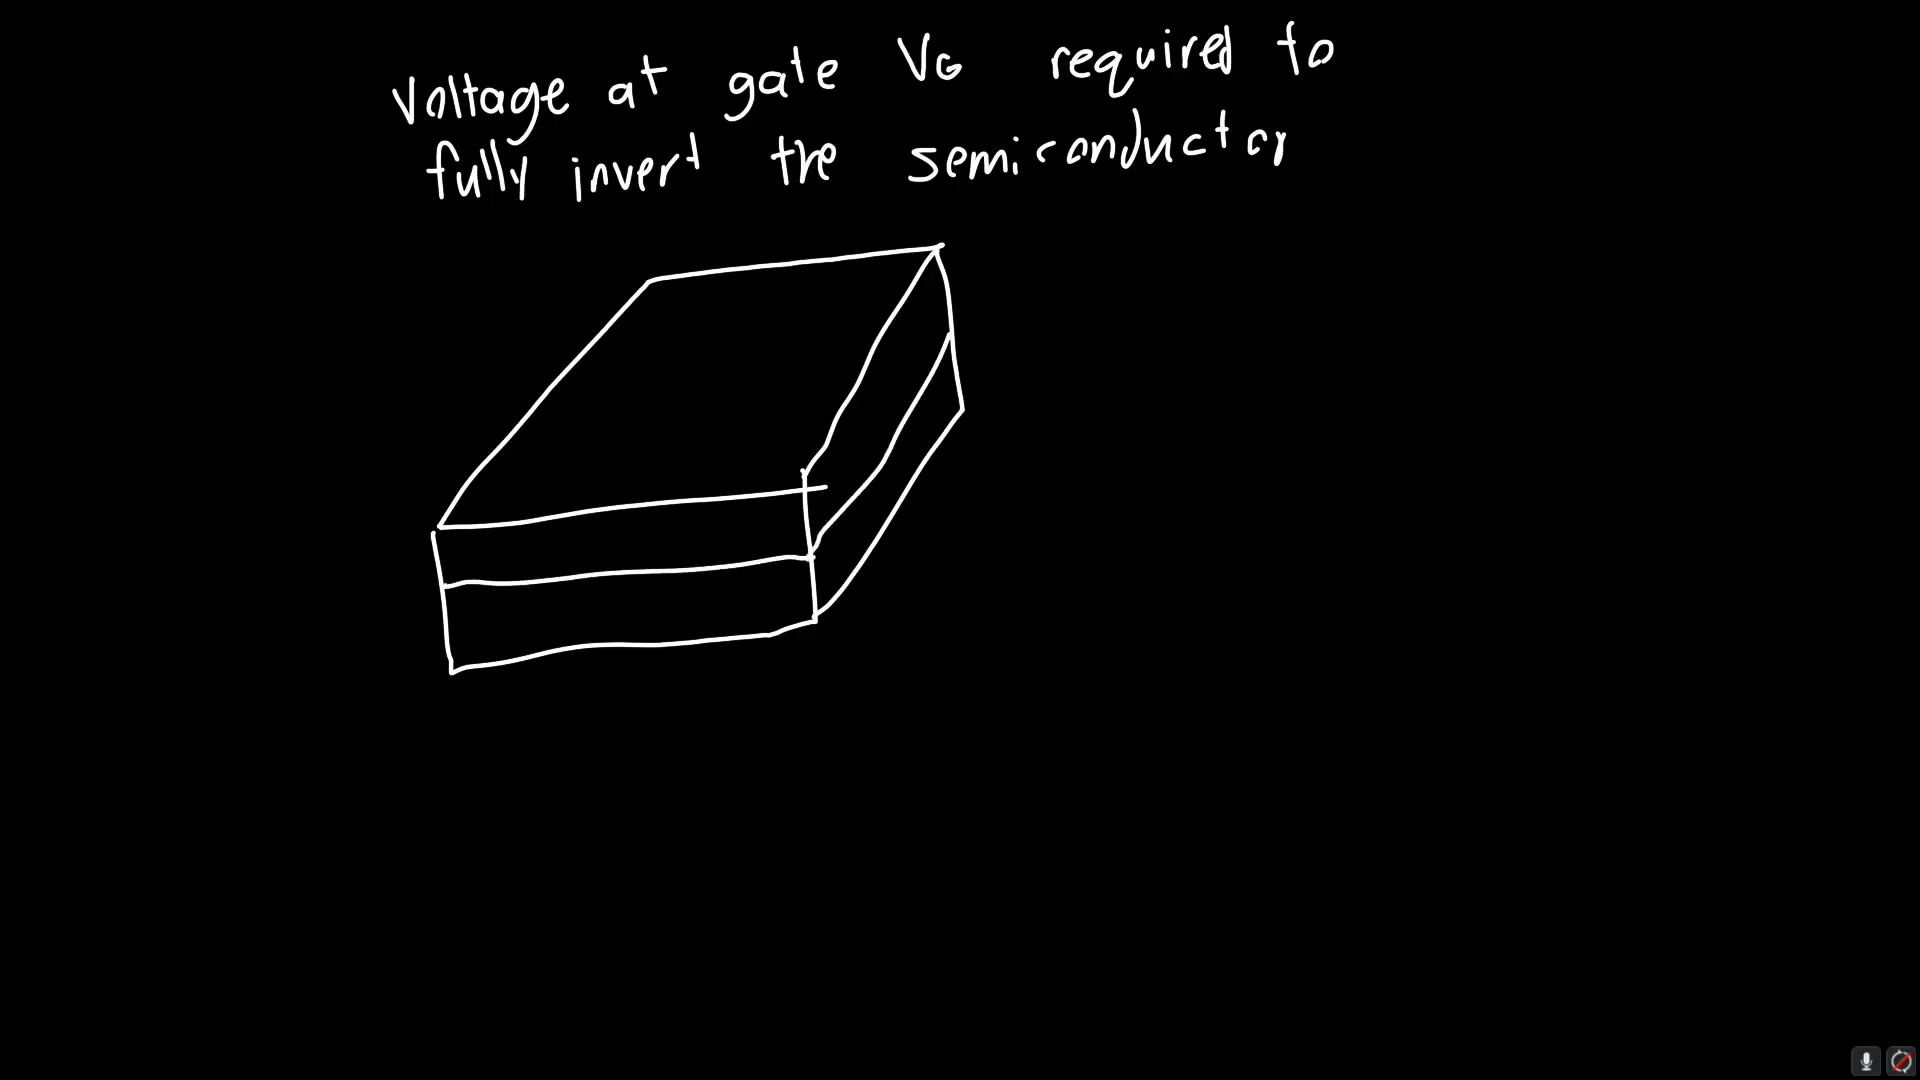 Voltage at gate VG required to
fully invert the semiconductor